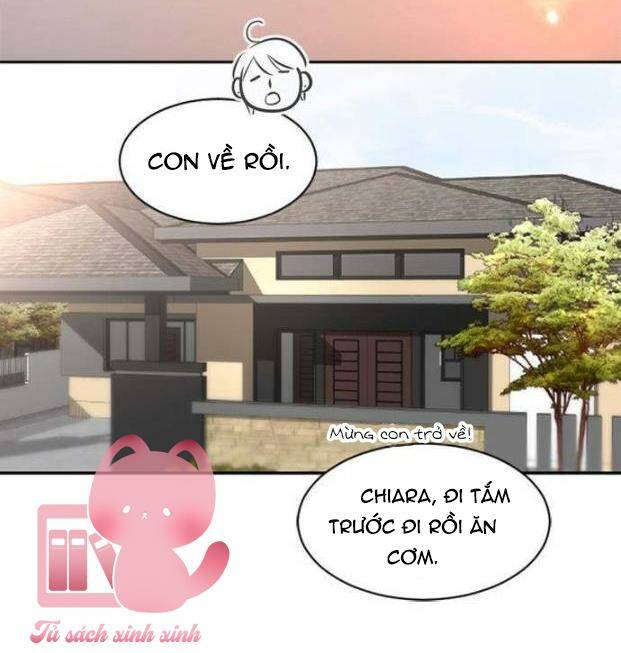 CON VỀ RỒI.
Mừng con trở về!
CHIARA, ĐI TẮM
TRƯỚC ĐI RỒI ĂN
CƠM.
Tủ sách xinh xinh